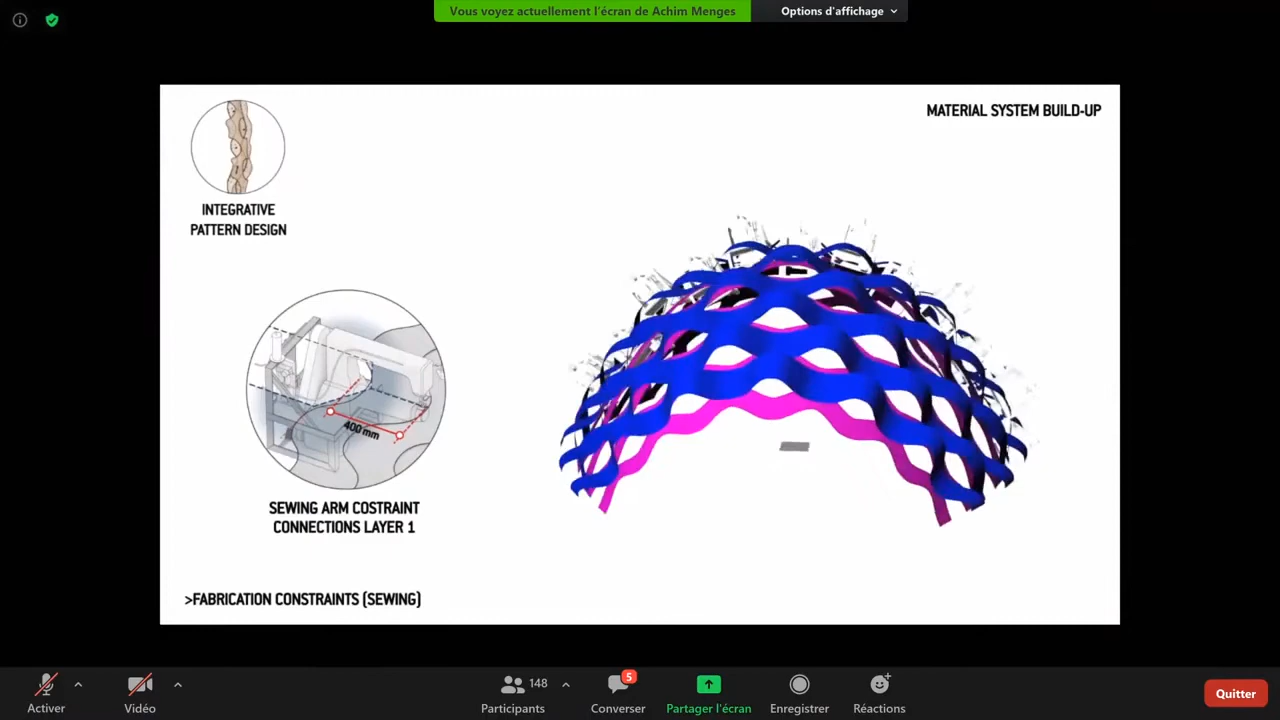 Vous voyez actuellement l'écran de Achim Menges
Options d'affichage
MATERIAL SYSTEM BUILD-UP
INTEGRATIVE
PATTERN DESIGN
400 mm
SEWING ARM COSTRAINT
CONNECTIONS LAYER 1
>FABRICATION CONSTRAINTS (SEWING)
Activer
Vidéo
148
Participants
5
Converser
Partager l'écran
Enregistrer
Réactions
Quitter